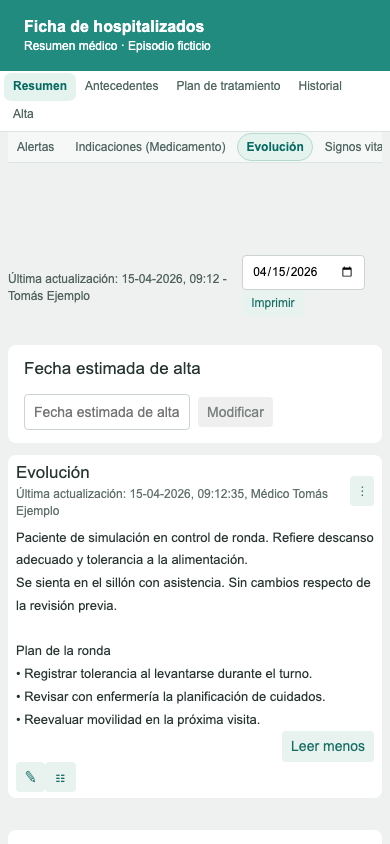 Ficha de hospitalizados
Resumen médico · Episodio ficticio
Resumen Antecedentes Plan de tratamiento Historial
Alta
Alertas Indicaciones (Medicamento) Evolución Signos vita
Última actualización: 15-04-2026, 09:12 -
Tomás Ejemplo
04/15/2026
Imprimir
Fecha estimada de alta
Fecha estimada de alta Modificar
Evolución
Última actualización: 15-04-2026, 09:12:35, Médico Tomás
Ejemplo
Paciente de simulación en control de ronda. Refiere descanso
adecuado y tolerancia a la alimentación.
Se sienta en el sillón con asistencia. Sin cambios respecto de
la revisión previa.
Plan de la ronda
• Registrar tolerancia al levantarse durante el turno.
• Revisar con enfermería la planificación de cuidados.
• Reevaluar movilidad en la próxima visita.
Leer menos